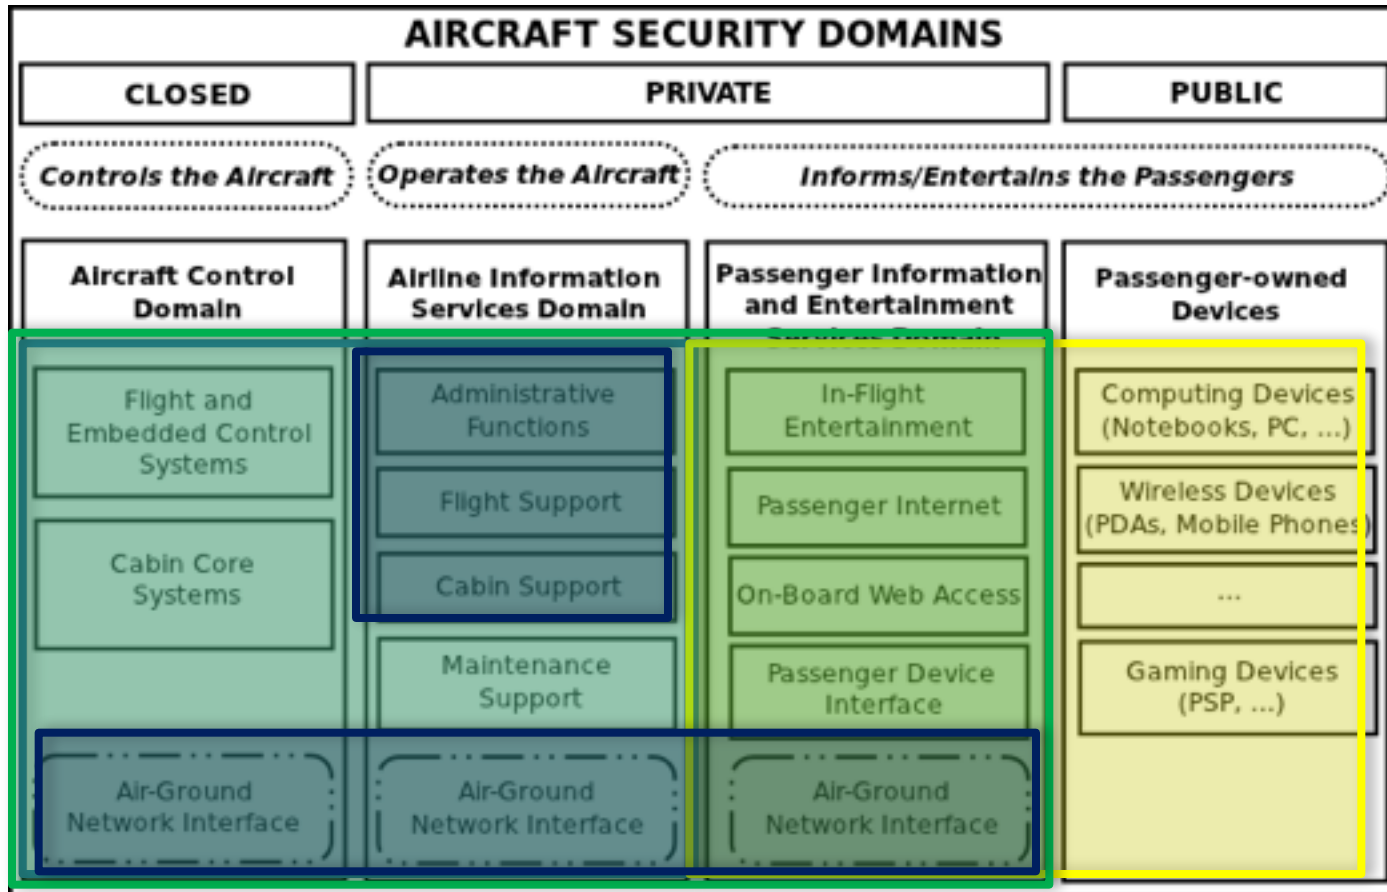 AIRCRAFT SECURITY DOMAINS
CLOSED
PRIVATE
PUBLIC
Controls the Aircraft
Operates the Aircraft
Informs/Entertains the Passengers
Aircraft Control
Domain
Flight and
Embedded Control
Systems
Cabin Core
Systems
Air-Ground
Network Interface
Airline Information
Services Domain
Administrative
Functions
Flight Support
Cabin Support
Maintenance
Support
Air-Ground
Network Interface
Passenger Information
and Entertainment
Services Domain
In-Flight
Entertainment
Passenger Internet
On-Board Web Access
Passenger Device
Interface
Air-Ground
Network Interface
Passenger-owned
Devices
Computing Devices
(Notebooks, PC, ...)
Wireless Devices
(PDAs, Mobile Phones)
...
Gaming Devices
(PSP, ...)